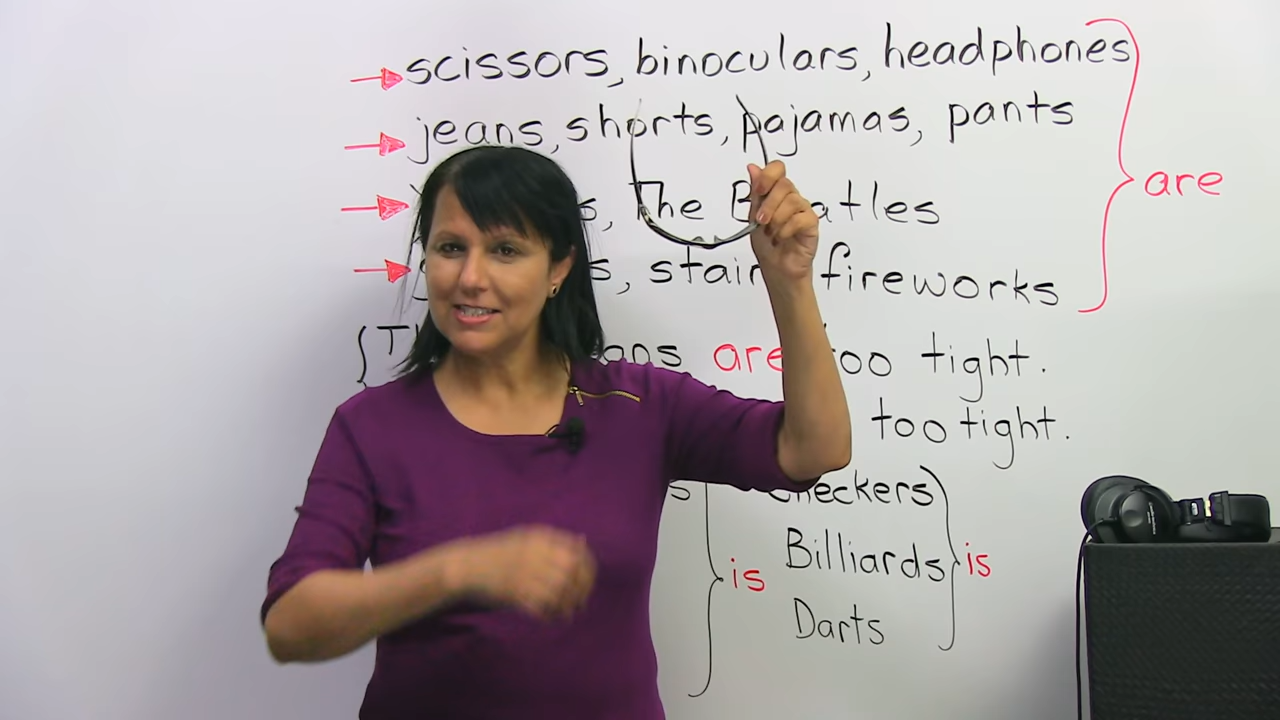 scissors, binoculars, headphones
jeans, shorts, pajamas, pants
are
The Beatles
stairs, fireworks
are too tight.
too tight.
Checkers
is Billiards is
Darts